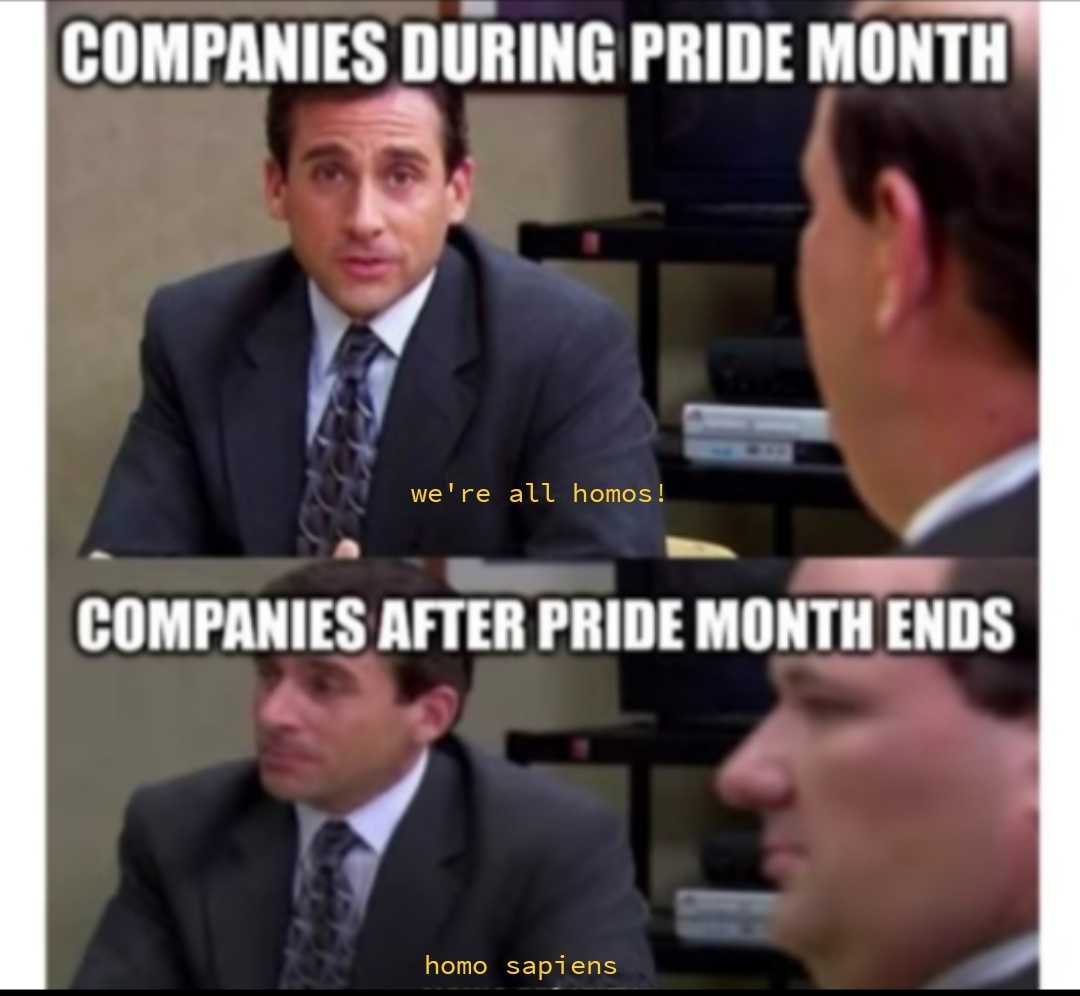 COMPANIES DURING PRIDE MONTH
we're all homos!
COMPANIES AFTER PRIDE MONTH ENDS
homo sapiens